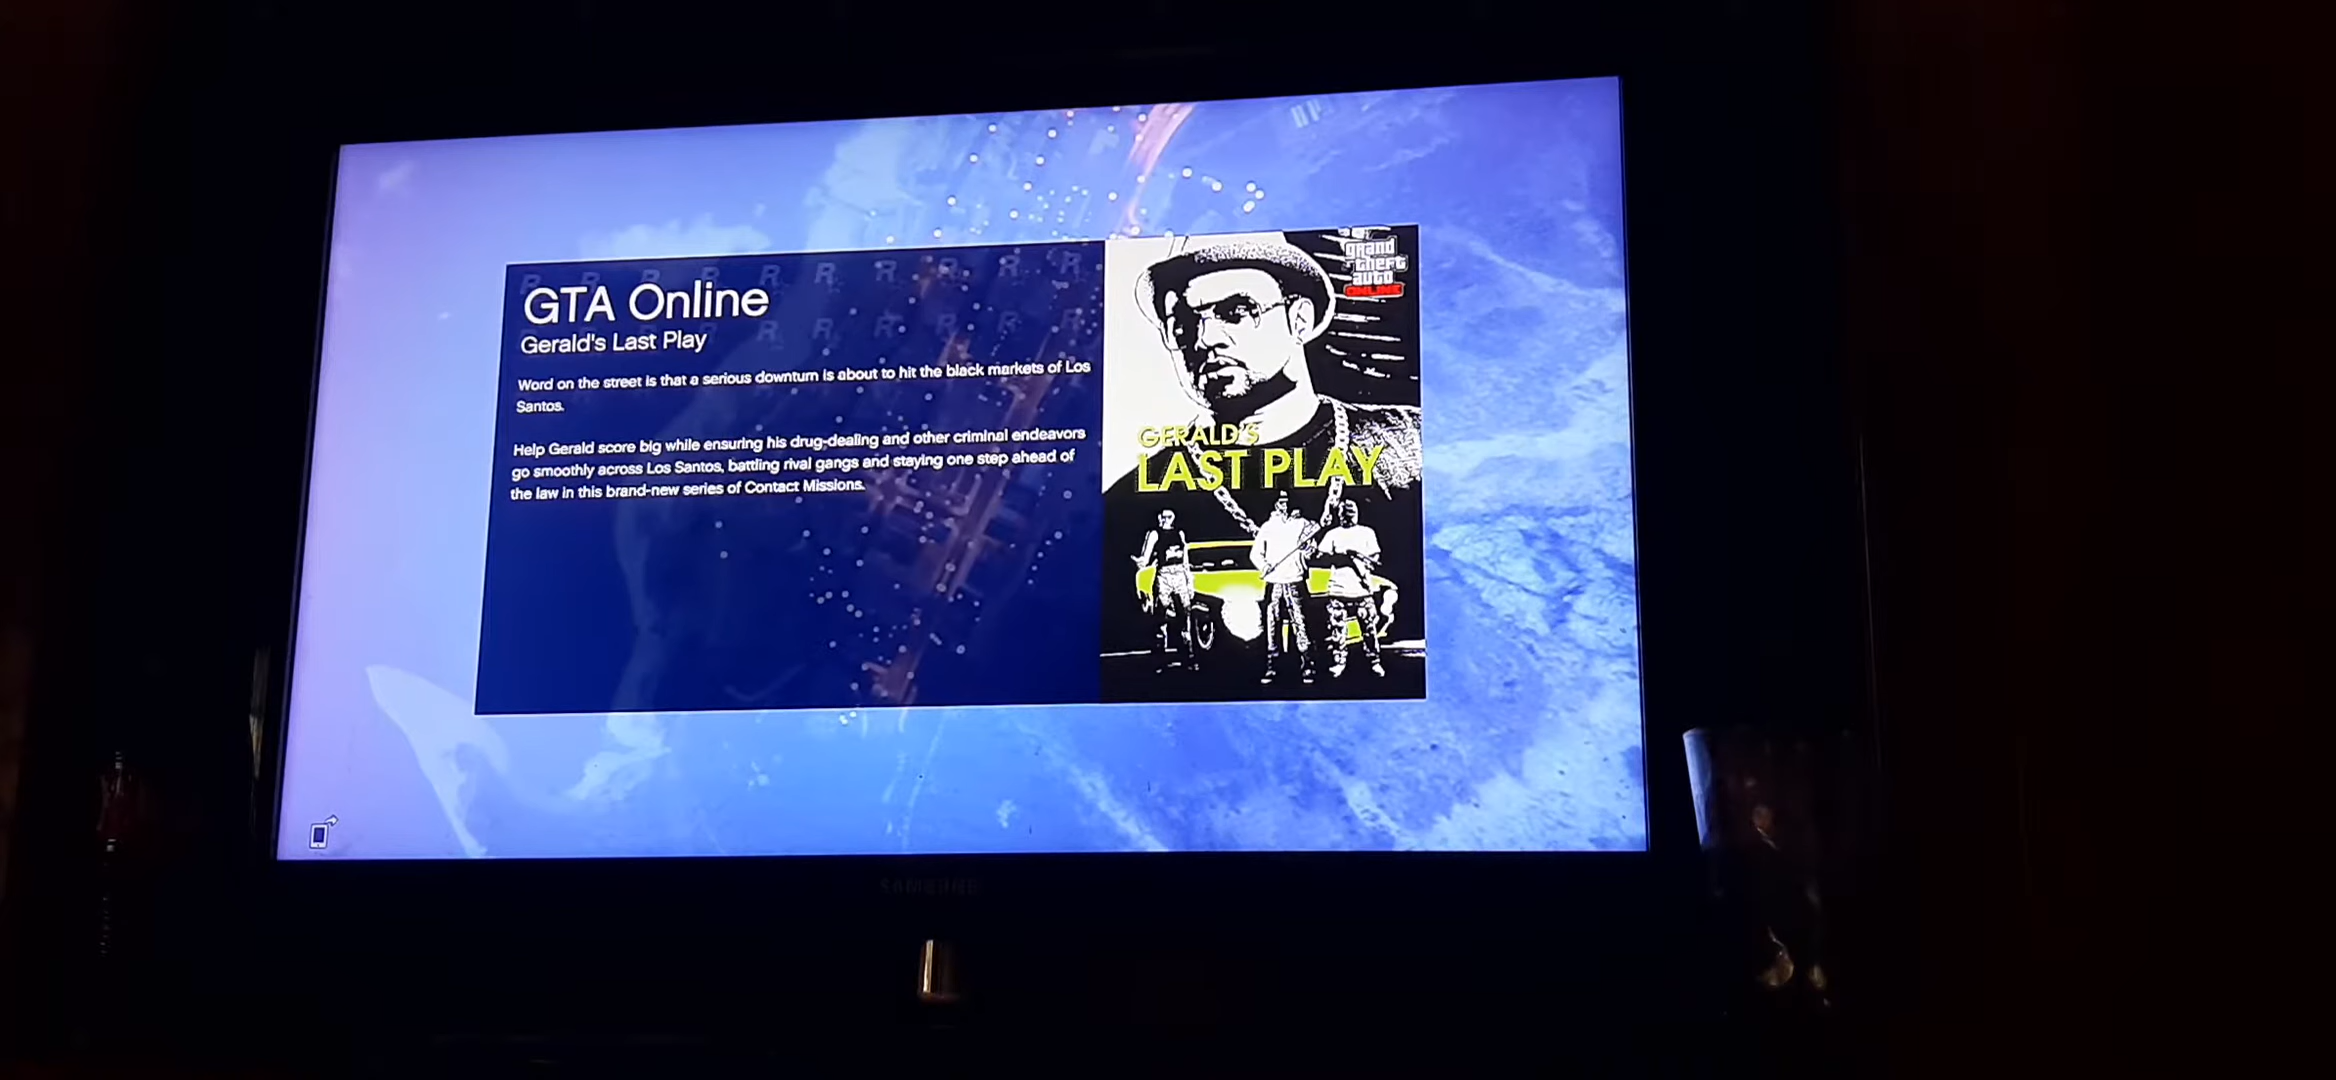 GTA Online
Gerald's Last Play
Word on the street is that a serious downturn is about to hit the black markets of Los
Santos.
Help Gerald score big while ensuring his drug-dealing and other criminal endeavors
go smoothly across Los Santos, battling rival gangs and staying one step ahead of
the law in this brand-new series of Contact Missions.
grand
theft
auto
ONLINE
GERALD'S
LAST PLAY
SAMSUNG